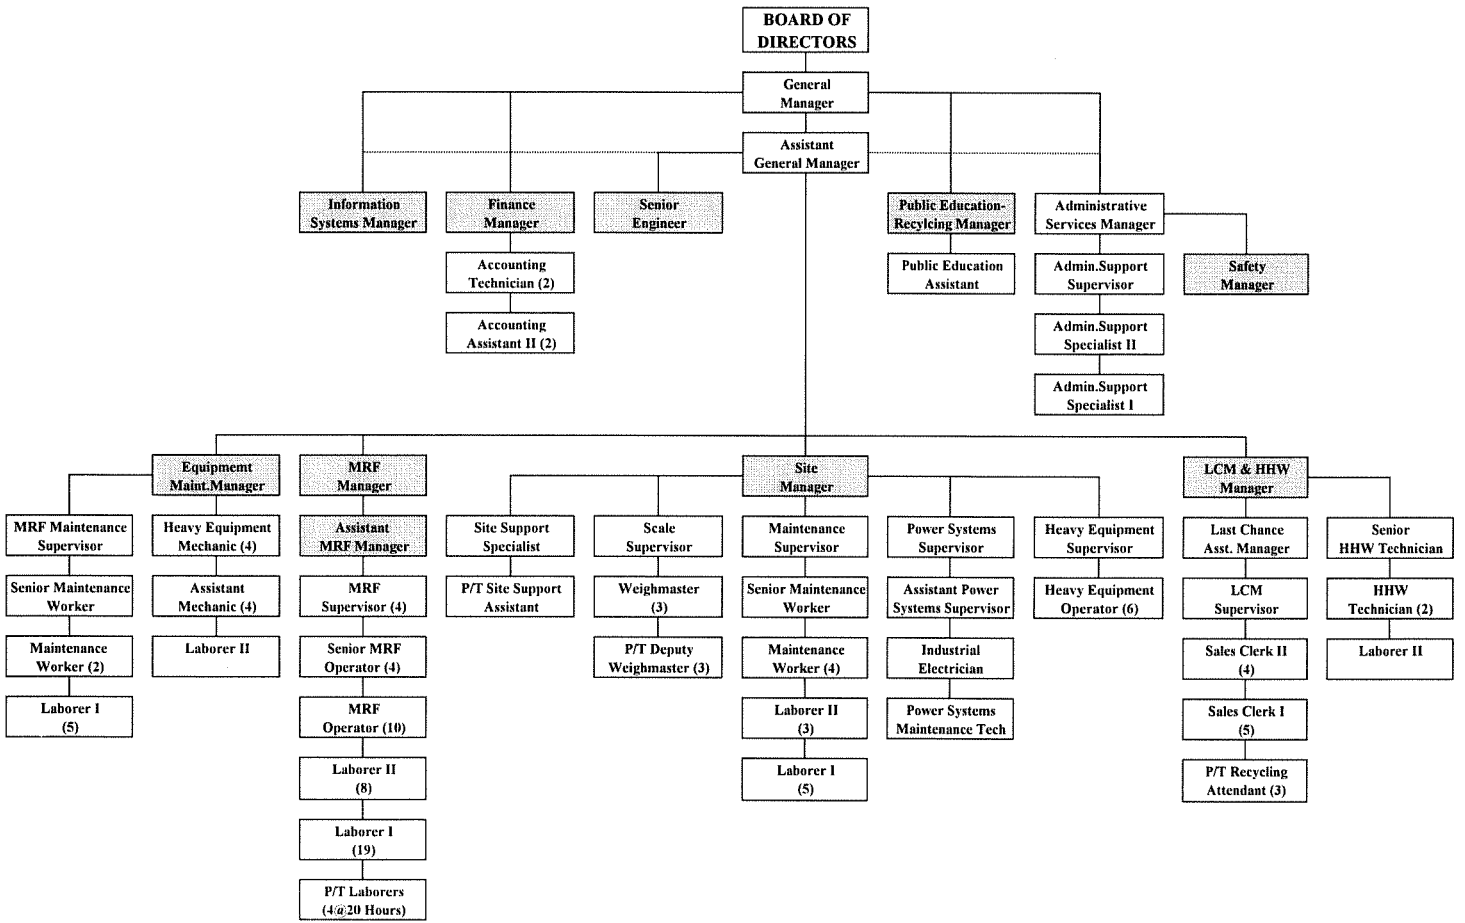 BOARD OF
DIRECTORS
General
Manager
Assistant
General Manager
Information
Systems Manager
Finance
Manager
Senior
Engineer
Public Education-
Recylcing Manager
Administrative
Services Manager
Accounting
Technician (2)
Public Education
Assistant
Admin.Support
Supervisor
Safety
Manager
Accounting
Assistant II (2)
Admin.Support
Specialist II
Admin.Support
Specialist I
Equipmemt
Maint.Manager
MRF
Manager
Site
Manager
LCM & HHW
Manager
MRF Maintenance
Supervisor
Heavy Equipment
Mechanic (4)
Assistant
MRF Manager
Site Support
Specialist
Scale
Supervisor
Maintenance
Supervisor
Power Systems
Supervisor
Heavy Equipment
Supervisor
Last Chance
Asst. Manager
Senior
HHW Technician
Senior Maintenance
Worker
Assistant
Mechanic (4)
MRF
Supervisor (4)
P/T Site Support
Assistant
Weighmaster
(3)
Senior Maintenance
Worker
Assistant Power
Systems Supervisor
Heavy Equipment
Operator (6)
LCM
Supervisor
HHW
Technician (2)
Maintenance
Worker (2)
Laborer II
Senior MRF
Operator (4)
P/T Deputy
Weighmaster (3)
Maintenance
Worker (4)
Industrial
Electrician
Sales Clerk II
(4)
Laborer II
Laborer I
(5)
MRF
Operator (10)
Laborer II
(3)
Power Systems
Maintenance Tech
Sales Clerk I
(5)
Laborer II
(8)
Laborer I
(5)
P/T Recycling
Attendant (3)
Laborer I
(19)
P/T Laborers
(4@20 Hours)